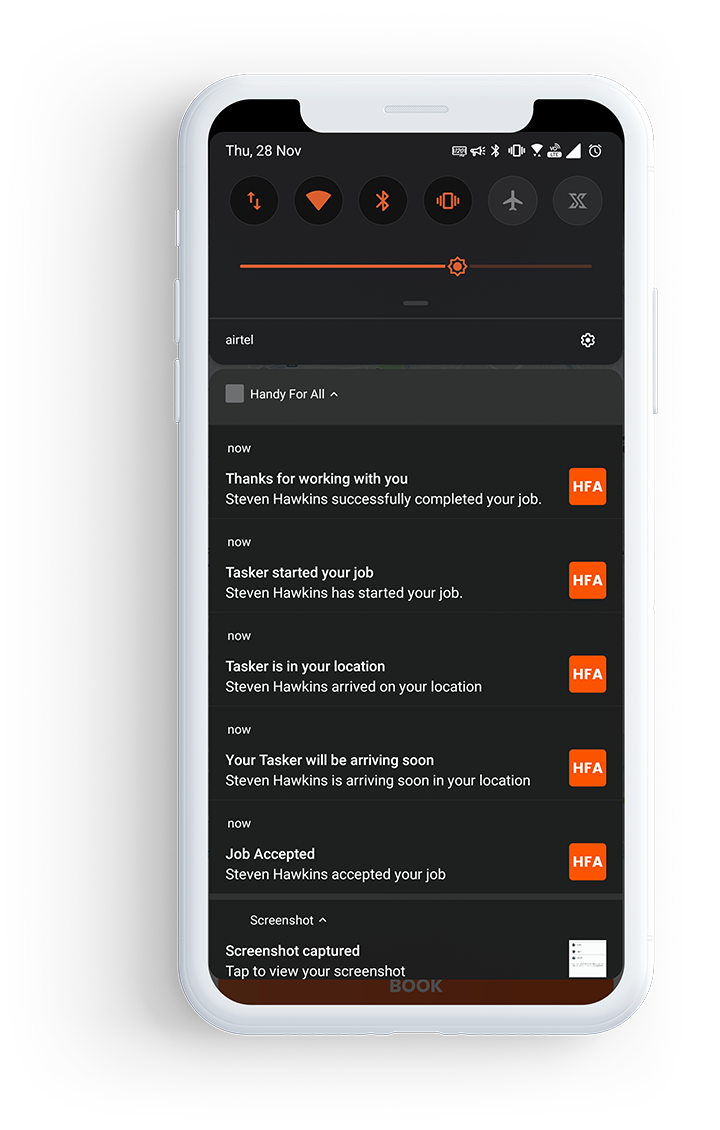 Thu, 28 Nov
airtel
Handy For All
now
Thanks for working with you
Steven Hawkins successfully completed your job.
HFA
now
Tasker started your job
Steven Hawkins has started your job.
HFA
now
Tasker is in your location
Steven Hawkins arrived on your location
HFA
now
Your Tasker will be arriving soon
Steven Hawkins is arriving soon in your location
HFA
now
Job Accepted
Steven Hawkins accepted your job
HFA
Screenshot
Screenshot captured
Tap to view your screenshot
BOOK